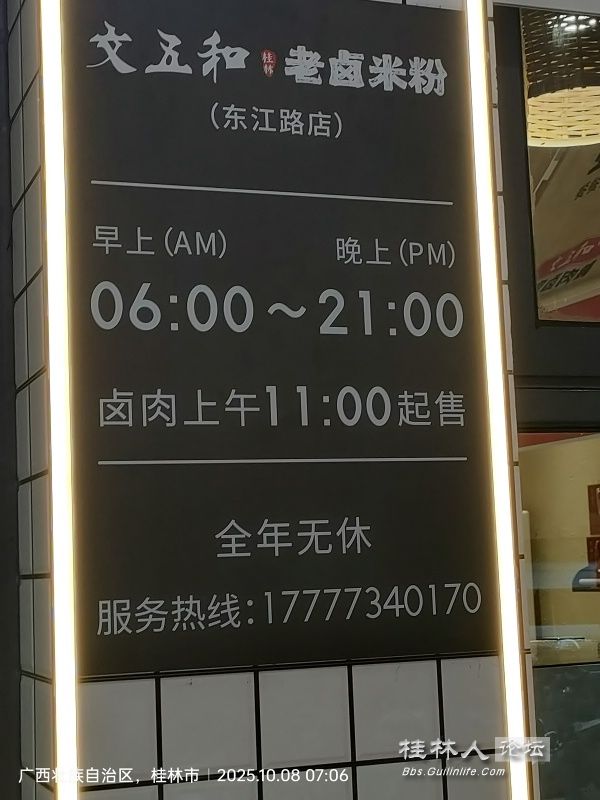 文五和 桂林 老卤米粉
(东江路店)
早上(AM) 晚上(PM)
06:00～21:00
卤肉上午11:00起售
全年无休
服务热线:17777340170
桂林人论坛
Bbs.Guilinlife.com
广西壮族自治区，桂林市 | 2025.10.08 07:06